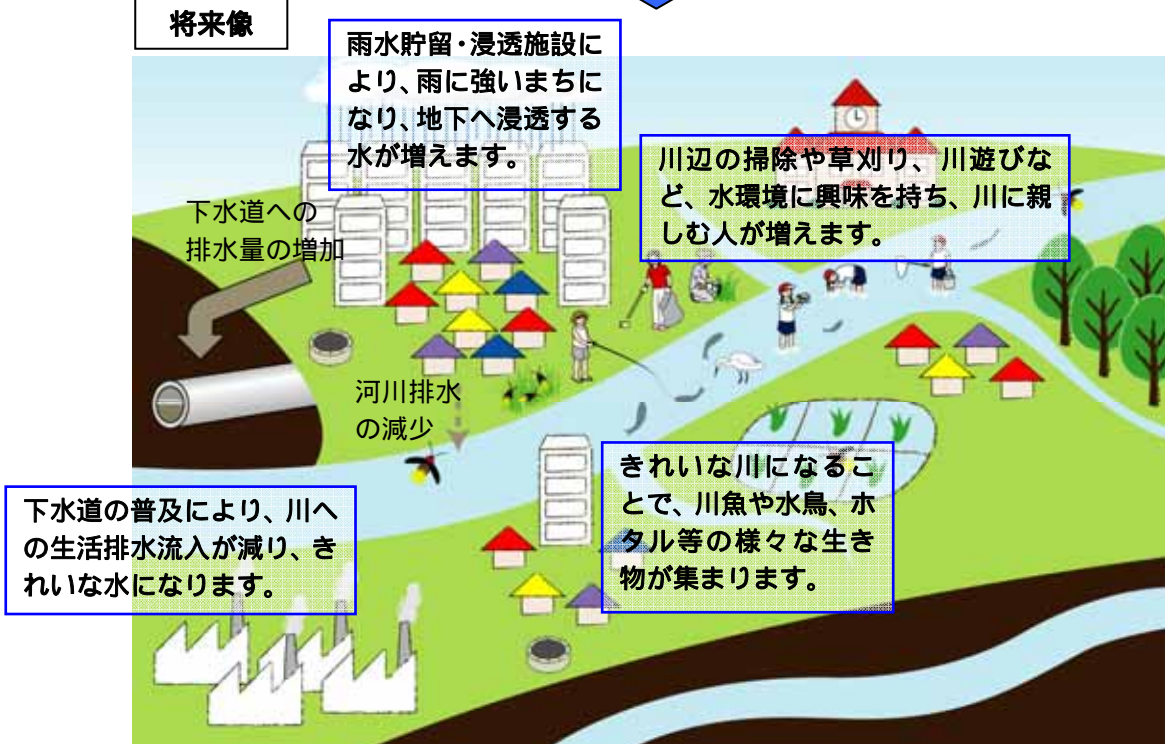 将来像
雨水貯留・浸透施設に
より、雨に強いまちに
なり、地下へ浸透する
水が増えます。
川辺の掃除や草刈り、川遊びな
ど、水環境に興味を持ち、川に親
しむ人が増えます。
下水道への
排水量の増加
河川排水
の減少
きれいな川になるこ
とで、川魚や水鳥、ホ
タル等の様々な生き
物が集まります。
下水道の普及により、川へ
の生活排水流入が減り、き
れいな水になります。